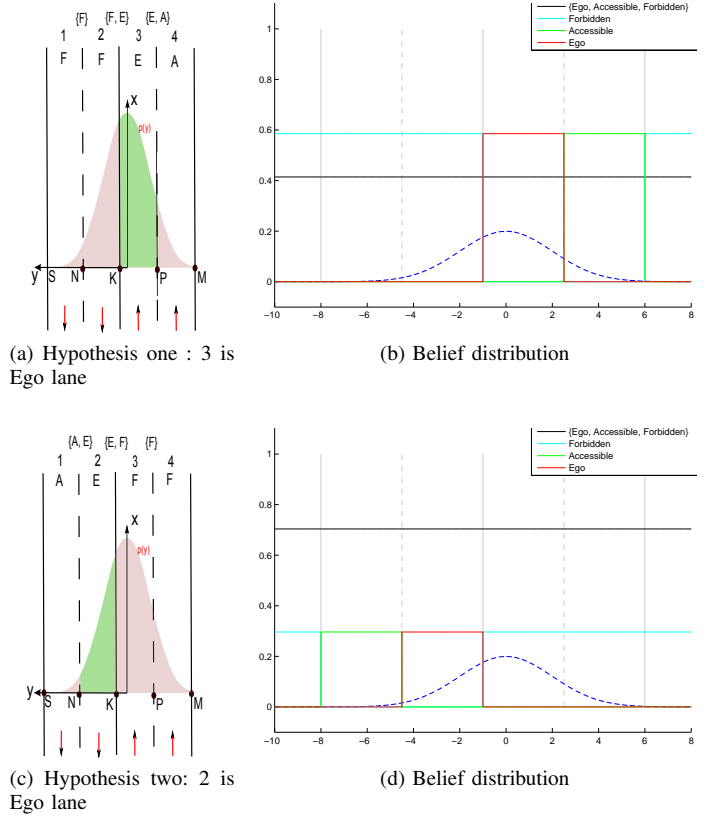 {F} {F, E} {E, A}
1 2 3 4
F F E A
x
p(y)
y S N K P M
(a) Hypothesis one : 3 is
Ego lane
{Ego, Accessible, Forbidden}
Forbidden
Accessible
Ego
1
0.8
0.6
0.4
0.2
0
−10 −8 −6 −4 −2 0 2 4 6 8
(b) Belief distribution
{A, E} {E, F} {F}
1 2 3 4
A E F F
x
p(y)
y S N K P M
(c) Hypothesis two: 2 is
Ego lane
{Ego, Accessible, Forbidden}
Forbidden
Accessible
Ego
1
0.8
0.6
0.4
0.2
0
−10 −8 −6 −4 −2 0 2 4 6 8
(d) Belief distribution